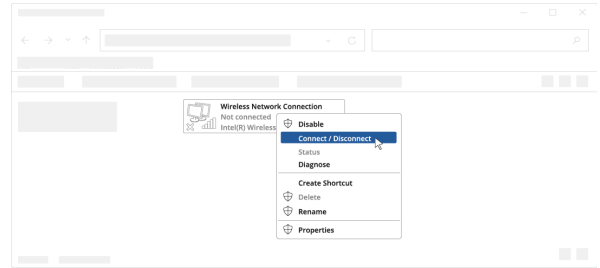 Wireless Network Connection
Not connected
Intel(R) Wireless
Disable
Connect / Disconnect
Status
Diagnose
Create Shortcut
Delete
Rename
Properties